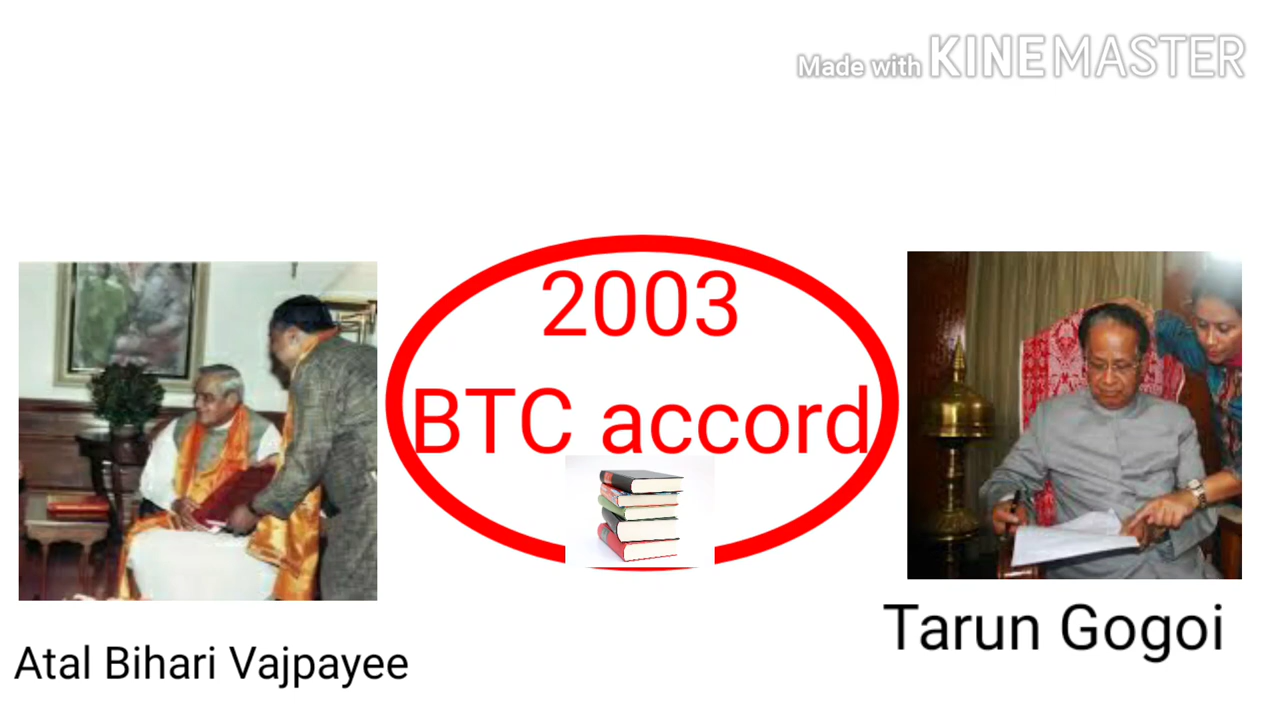 Made with KINEMASTER
2003
BTC accord
Tarun Gogoi
Atal Bihari Vajpayee